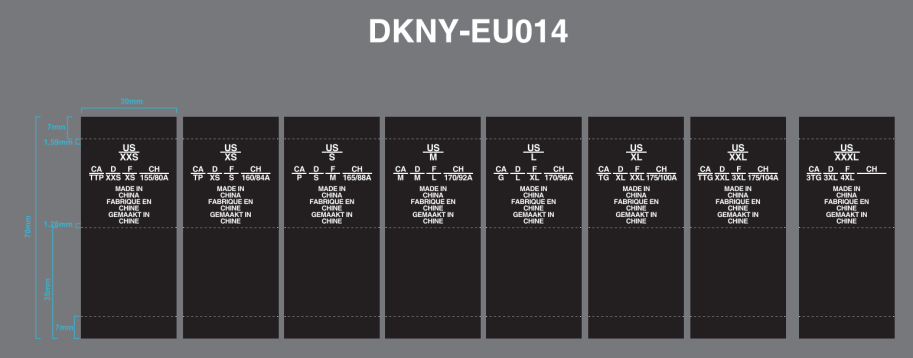 DKNY-EU014
30mm
7mm
1.59mm
1.26mm
70mm
35mm
7mm
US
XXS
CA D F CH
TTP XXS XS 155/80A
MADE IN
CHINA
FABRIQUE EN
CHINE
GEMAAKT IN
CHINE
US
XS
CA D F CH
TP XS S 160/84A
MADE IN
CHINA
FABRIQUE EN
CHINE
GEMAAKT IN
CHINE
US
S
CA D F CH
P S M 165/88A
MADE IN
CHINA
FABRIQUE EN
CHINE
GEMAAKT IN
CHINE
US
M
CA D F CH
M M L 170/92A
MADE IN
CHINA
FABRIQUE EN
CHINE
GEMAAKT IN
CHINE
US
L
CA D F CH
G L XL 170/96A
MADE IN
CHINA
FABRIQUE EN
CHINE
GEMAAKT IN
CHINE
US
XL
CA D F CH
TG XL XXL 175/100A
MADE IN
CHINA
FABRIQUE EN
CHINE
GEMAAKT IN
CHINE
US
XXL
CA D F CH
TTG XXL 3XL 175/104A
MADE IN
CHINA
FABRIQUE EN
CHINE
GEMAAKT IN
CHINE
US
XXXL
CA D F CH
3TG 3XL 4XL
MADE IN
CHINA
FABRIQUE EN
CHINE
GEMAAKT IN
CHINE